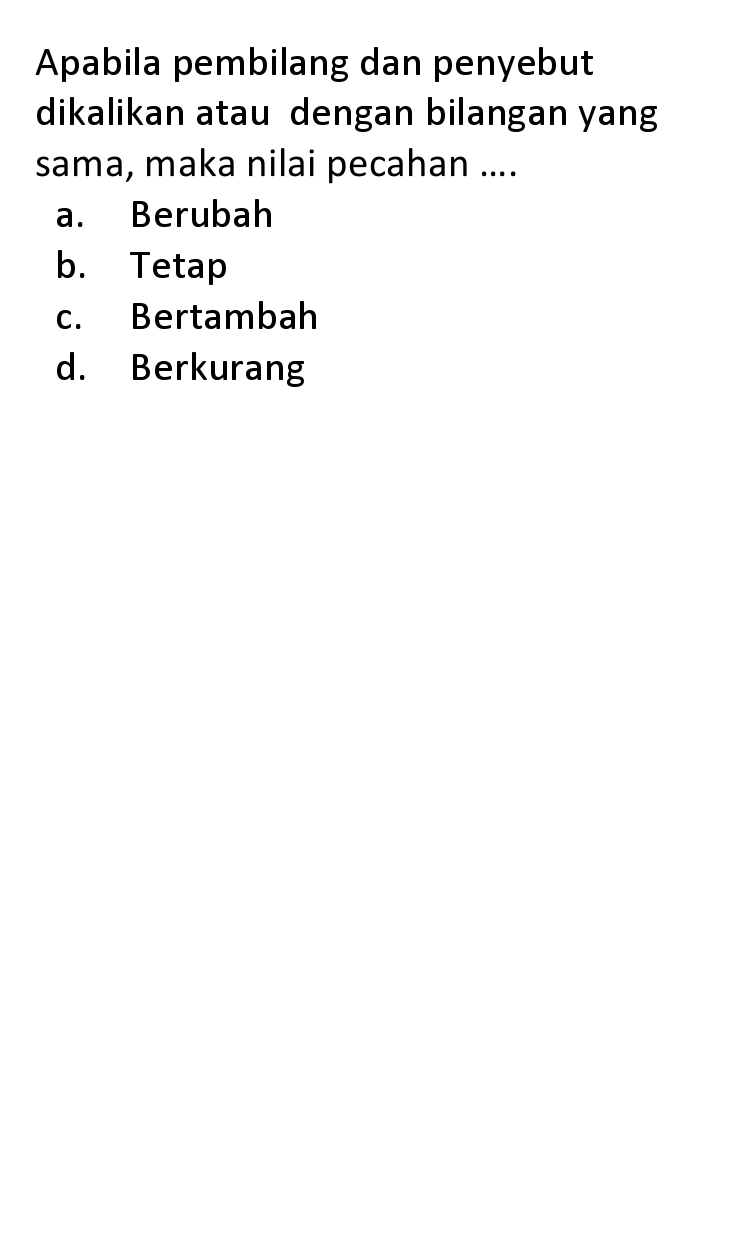 Apabila pembilang dan penyebut
dikalikan atau  dengan bilangan yang
sama, maka nilai pecahan ....
a. Berubah
b. Tetap
c. Bertambah
d. Berkurang